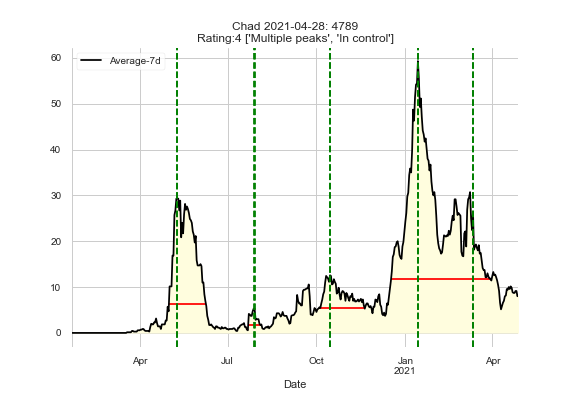 Chad 2021-04-28: 4789
Rating:4 ['Multiple peaks', 'In control']
Average-7d
60
50
40
30
20
10
0
Apr
Jul
Oct
Jan
2021
Apr
Date